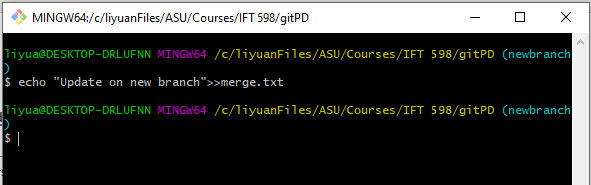 MINGW64:/c/liyuanFiles/ASU/Courses/IFT 598/gitPD
liyua@DESKTOP-DRLUFNN MINGW64 /c/liyuanFiles/ASU/Courses/IFT 598/gitPD (newbranch
)
$ echo "Update on new branch">>merge.txt
liyua@DESKTOP-DRLUFNN MINGW64 /c/liyuanFiles/ASU/Courses/IFT 598/gitPD (newbranch
)
$